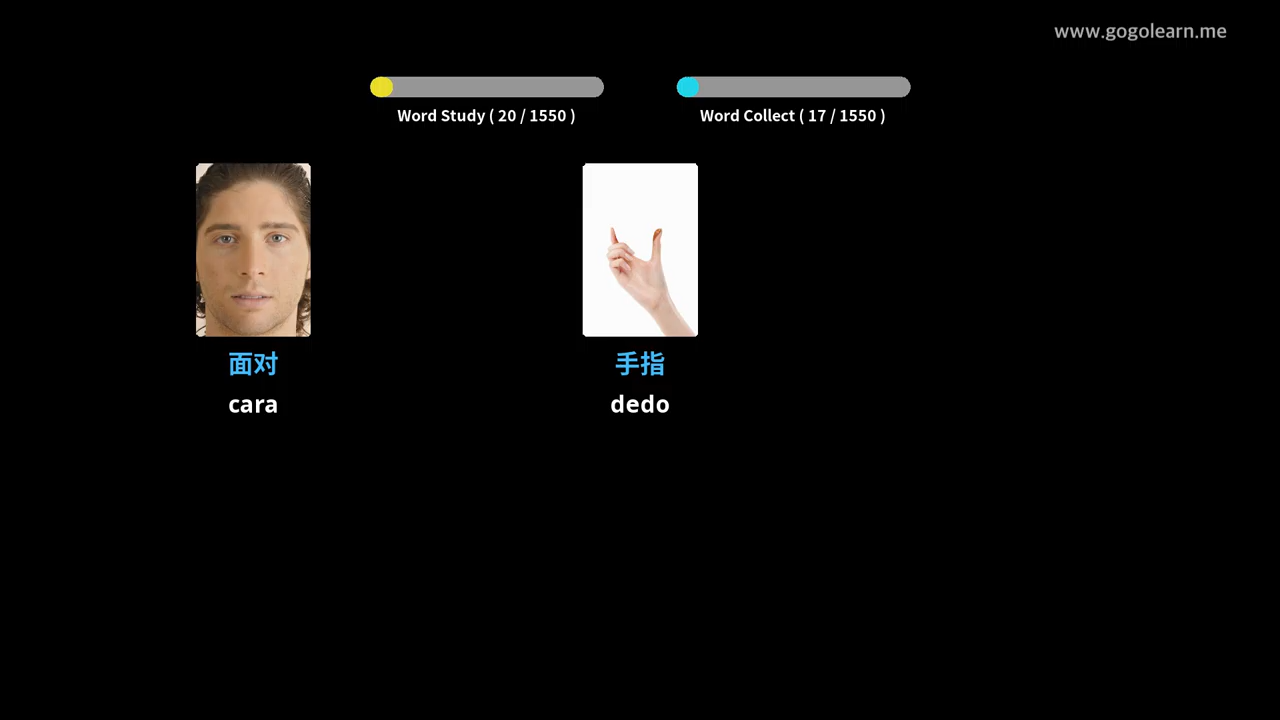 www.gogolearn.me
Word Study ( 20 / 1550 )
Word Collect ( 17 / 1550 )
面对
手指
cara
dedo